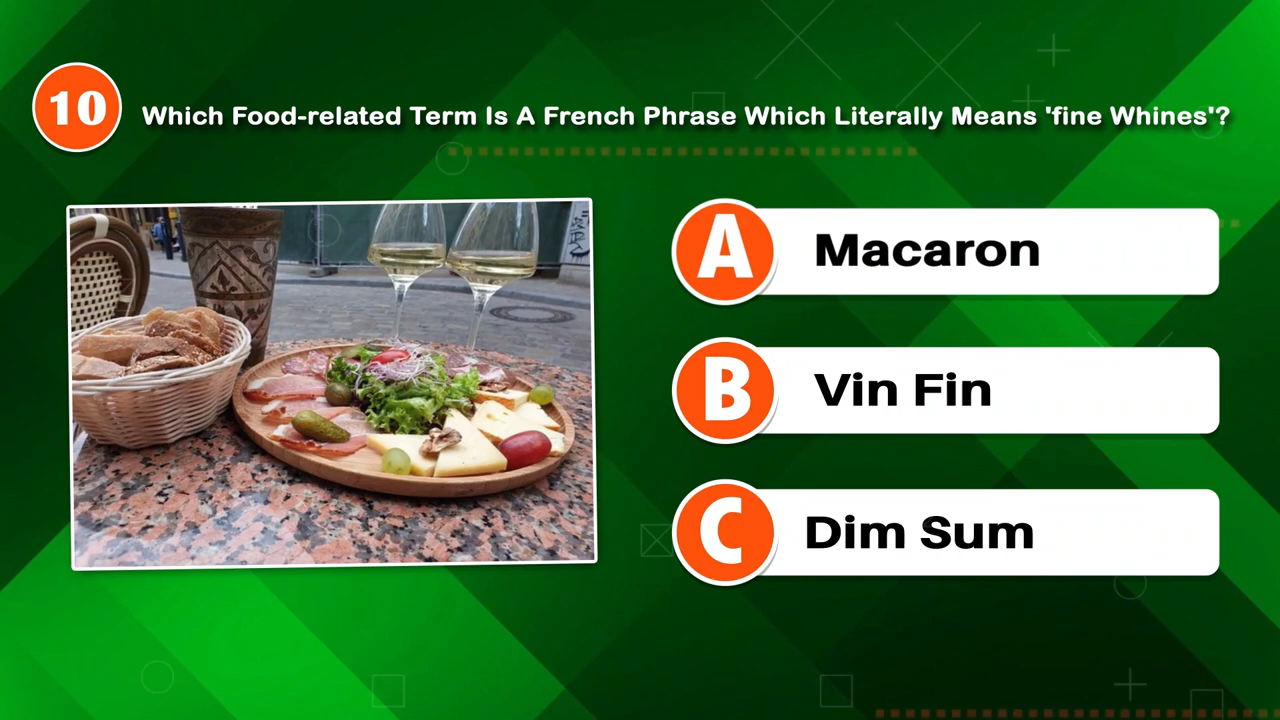 10
Which Food-related Term Is A French Phrase Which Literally Means 'fine Whines'?
A
Macaron
B
Vin Fin
C
Dim Sum